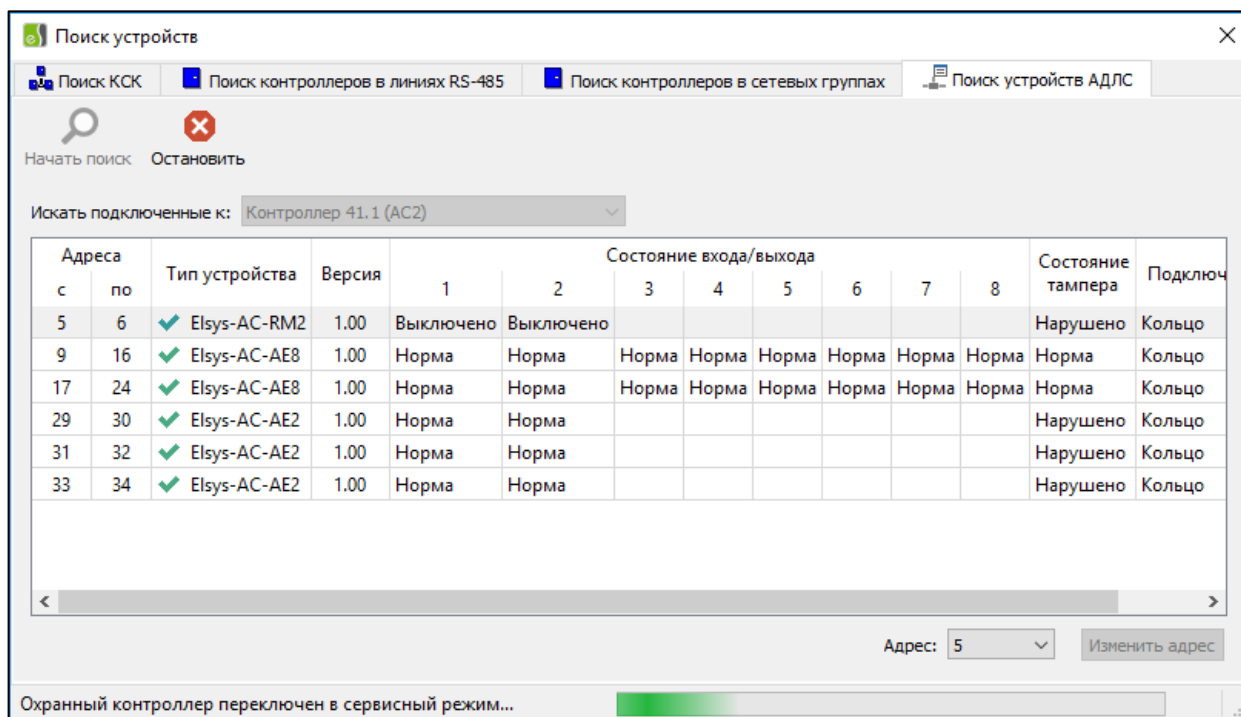 Поиск устройств
Поиск КСК Поиск контроллеров в линиях RS-485 Поиск контроллеров в сетевых группах Поиск устройств АДЛС
Начать поиск Остановить
Искать подключенные к: Контроллер 41.1 (AC2)
Адреса Тип устройства Версия Состояние входа/выхода Состояние тампера Подключ
с по 1 2 3 4 5 6 7 8
5 6 Elsys-AC-RM2 1.00 Выключено Выключено Нарушено Кольцо
9 16 Elsys-AC-AE8 1.00 Норма Норма Норма Норма Норма Норма Норма Норма Норма Кольцо
17 24 Elsys-AC-AE8 1.00 Норма Норма Норма Норма Норма Норма Норма Норма Норма Кольцо
29 30 Elsys-AC-AE2 1.00 Норма Норма Нарушено Кольцо
31 32 Elsys-AC-AE2 1.00 Норма Норма Нарушено Кольцо
33 34 Elsys-AC-AE2 1.00 Норма Норма Нарушено Кольцо
Адрес: 5 Изменить адрес
Охранный контроллер переключен в сервисный режим...